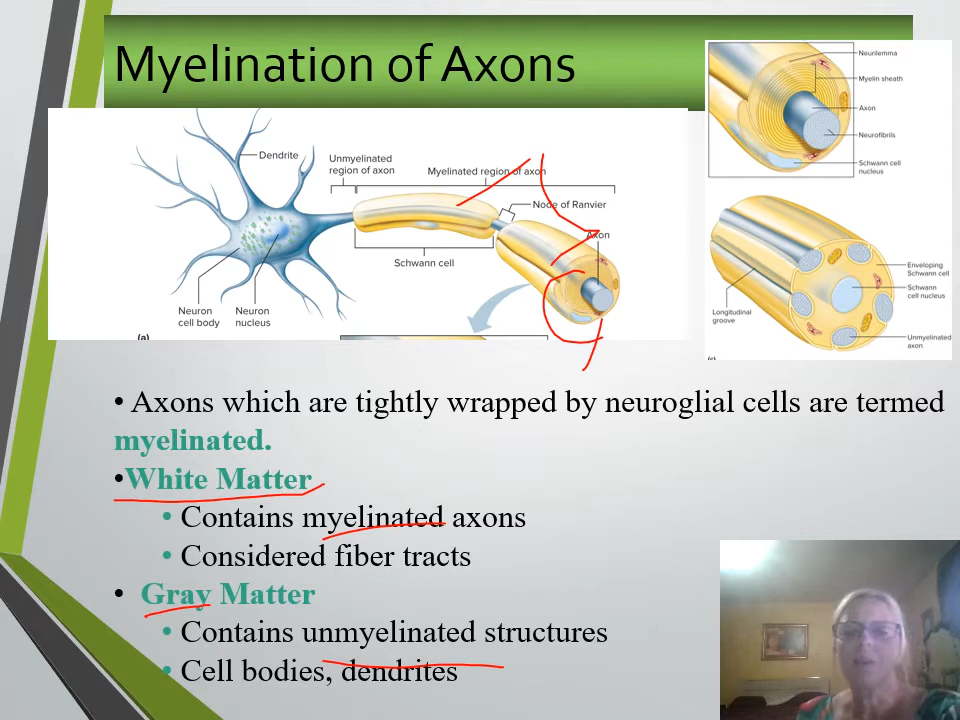 Myelination of Axons
Dendrite
Unmyelinated
region of axon
Myelinated region of axon
Node of Ranvier
Axon
Schwann cell
Neuron
cell body
Neuron
nucleus
(a)
Neurilemma
Myelin sheath
Axon
Neurofibrils
Schwann cell
nucleus
Enveloping
Schwann cell
Schwann
cell nucleus
Longitudinal
groove
Unmyelinated
axon
(c)
• Axons which are tightly wrapped by neuroglial cells are termed
myelinated.
•White Matter
• Contains myelinated axons
• Considered fiber tracts
• Gray Matter
• Contains unmyelinated structures
• Cell bodies, dendrites